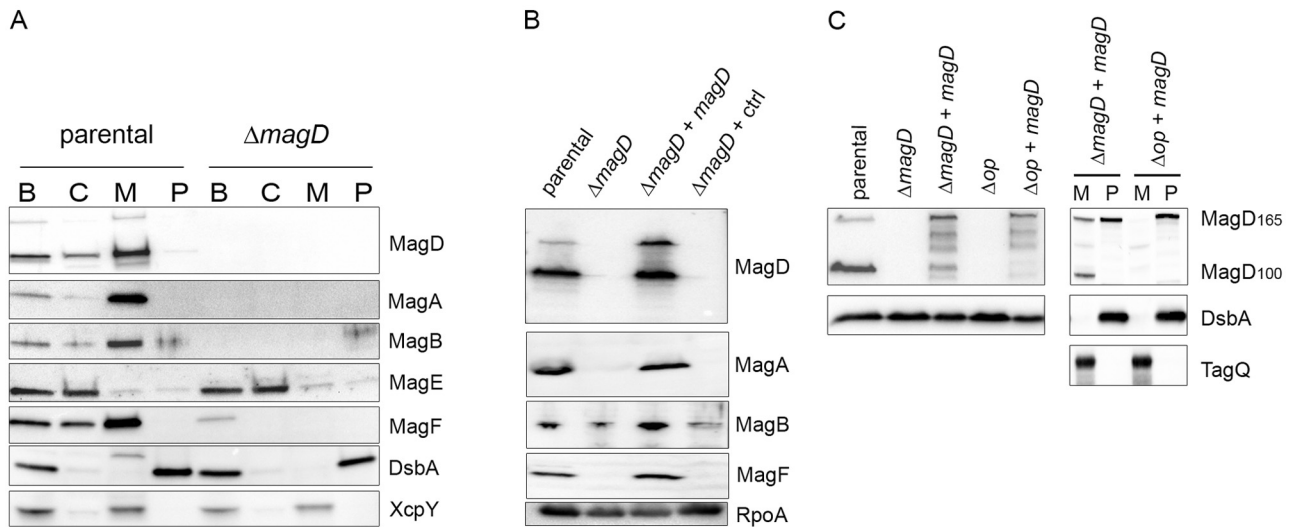 A
parental
ΔmagD
B C M P B C M P
MagD
MagA
MagB
MagE
MagF
DsbA
XcpY
B
parental
ΔmagD
ΔmagD + magD
ΔmagD + ctrl
MagD
MagA
MagB
MagF
RpoA
C
parental
ΔmagD
ΔmagD + magD
Δop
Δop + magD
ΔmagD + magD
Δop + magD
M P M P
MagD165
MagD100
DsbA
TagQ